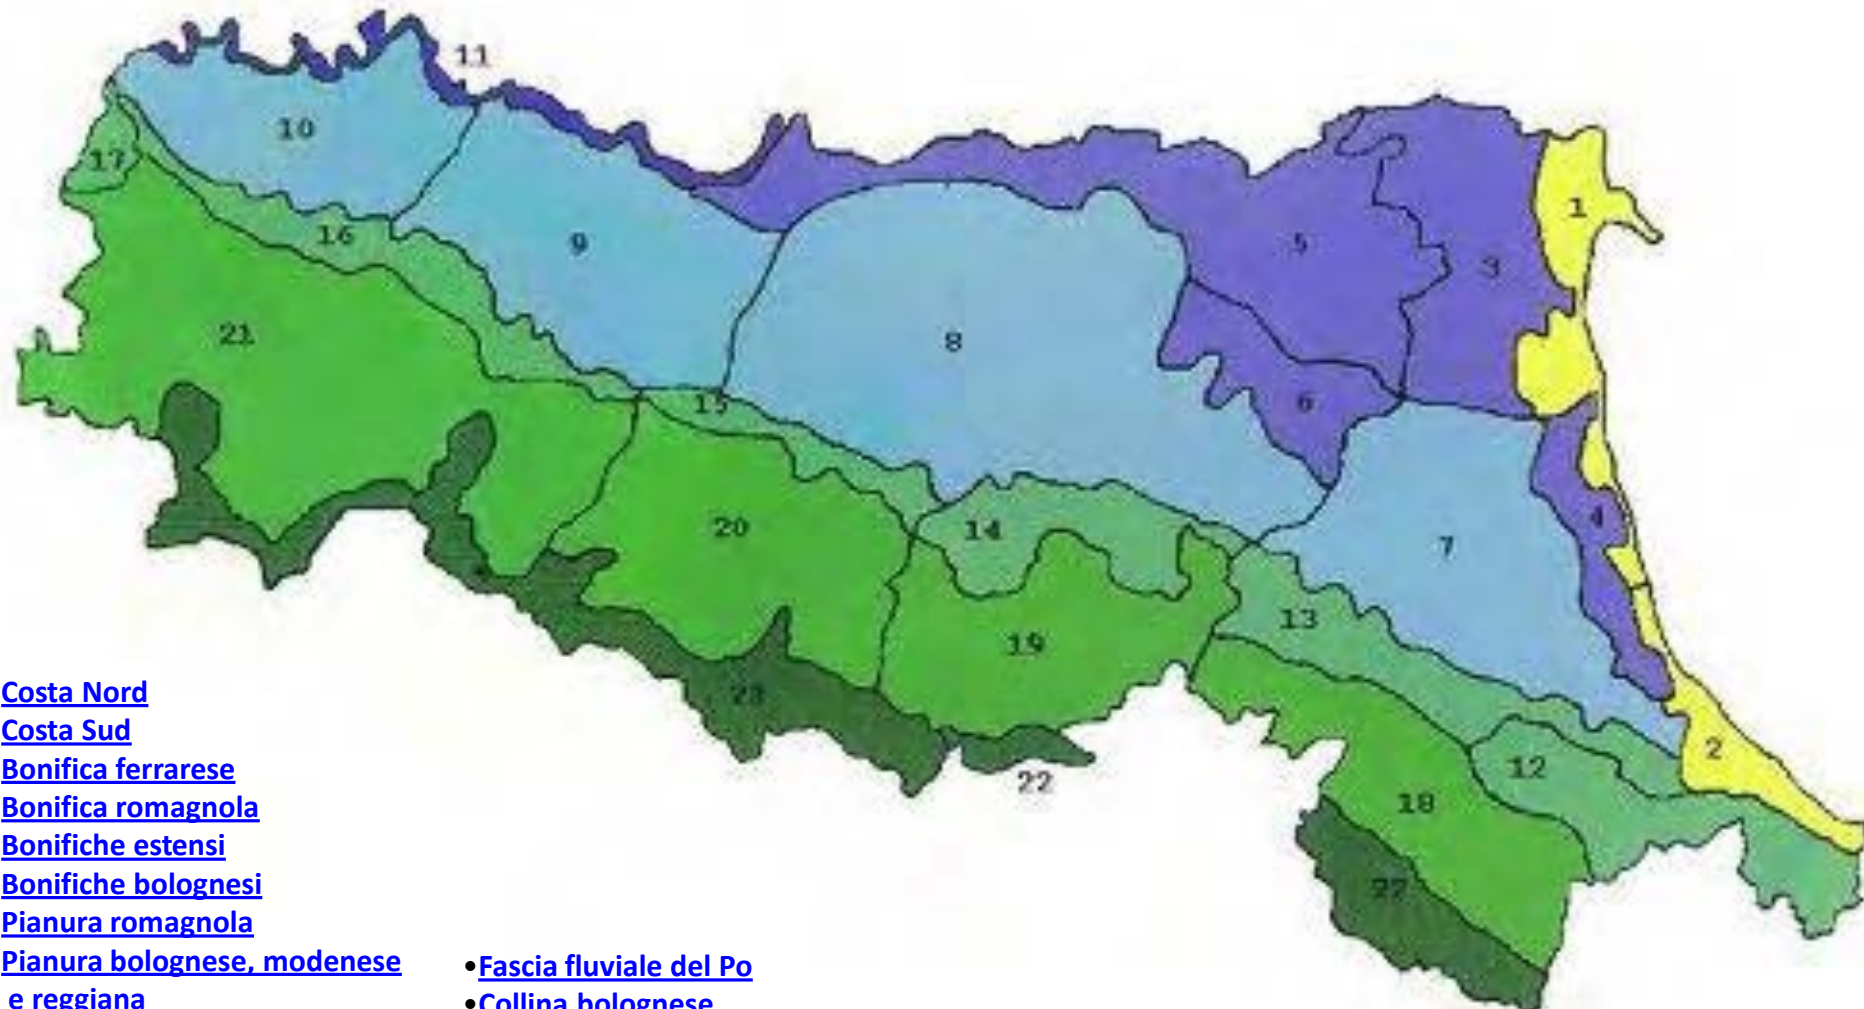 11
10
17
1
16
9
5
3
21
8
15
6
20
14
7
4
13
19
23
22
2
12
18
22
Costa Nord
Costa Sud
Bonifica ferrarese
Bonifica romagnola
Bonifiche estensi
Bonifiche bolognesi
Pianura romagnola
Pianura bolognese, modenese
e reggiana
•Fascia fluviale del Po
•Collina bolognese